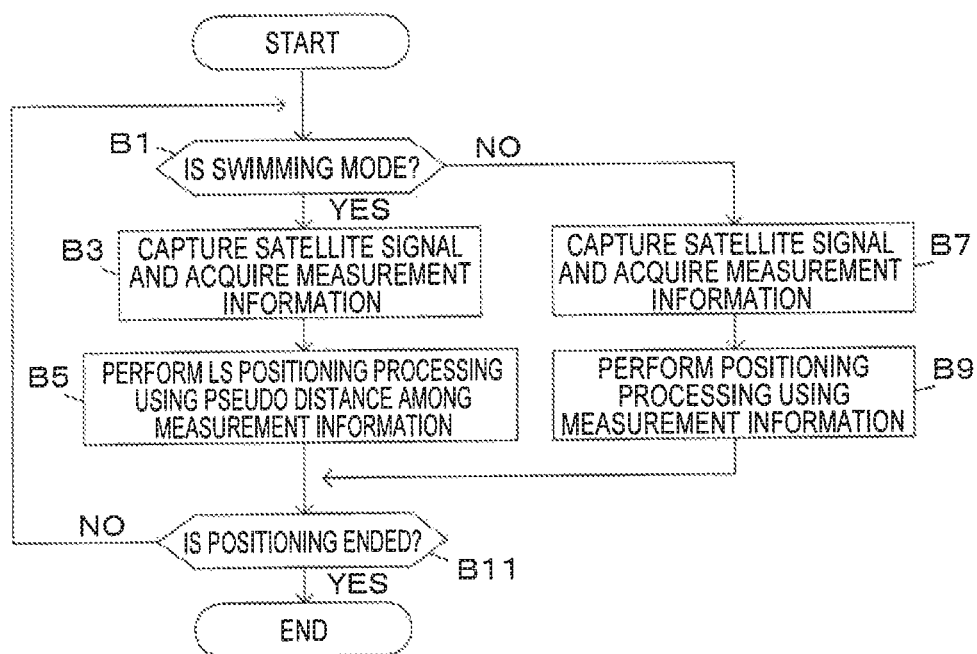 START
B1
IS SWIMMING MODE?
NO
YES
B3
CAPTURE SATELLITE SIGNAL
AND ACQUIRE MEASUREMENT
INFORMATION
CAPTURE SATELLITE SIGNAL
AND ACQUIRE MEASUREMENT
INFORMATION
B7
B5
PERFORM LS POSITIONING PROCESSING
USING PSEUDO DISTANCE AMONG
MEASUREMENT INFORMATION
PERFORM POSITIONING
PROCESSING USING
MEASUREMENT INFORMATION
B9
NO
IS POSITIONING ENDED?
B11
YES
END